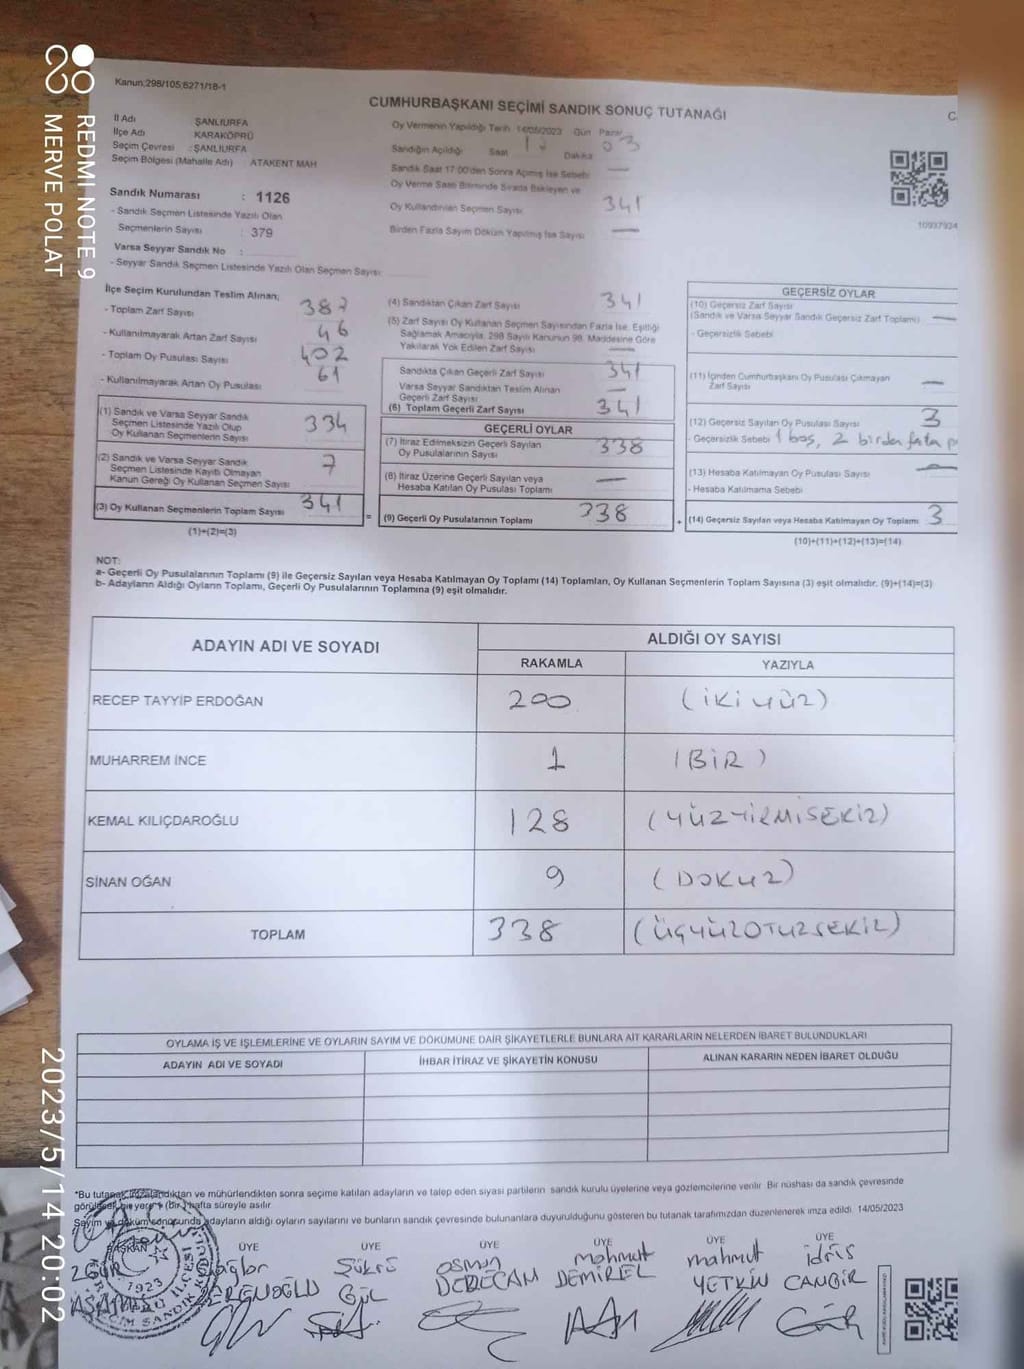 Kanun:298/105;6271/18-1
CUMHURBAŞKANI SEÇİMİ SANDIK SONUÇ TUTANAĞI
İl Adı ŞANLIURFA
İlçe Adı KARAKÖPRÜ
Seçim Çevresi : ŞANLIURFA
Seçim Bölgesi (Mahalle Adı) ATAKENT MAH
Sandık Numarası : 1126
- Sandık Seçmen Listesinde Yazılı Olan
Seçmenlerin Sayısı : 379
Varsa Seyyar Sandık No :
- Seyyar Sandık Seçmen Listesinde Yazılı Olan Seçmen Sayısı
Oy Vermenin Yapıldığı Tarih 14/05/2023 Gün Pazar
Sandığın Açıldığı Saat Dakika 03
Sandık Saat 17:00'den Sonra Açımış İse Sebebi —
Oy Verme Saati Bitiminde Sırada Bekleyen ve
Oy Kullandırılan Seçmen Sayısı 341
Birden Fazla Sayım Döküm Yapılmış İse Sayısı —
İlçe Seçim Kurulundan Teslim Alınan;
- Toplam Zarf Sayısı 387
- Kullanılmayarak Artan Zarf Sayısı 46
- Toplam Oy Pusulası Sayısı 402
- Kullanılmayarak Artan Oy Pusulası 61
(1) Sandık ve Varsa Seyyar Sandık
Seçmen Listesinde Yazılı Olup
Oy Kullanan Seçmenlerin Sayısı 334
(2) Sandık ve Varsa Seyyar Sandık
Seçmen Listesinde Kayıtlı Olmayan
Kanun Gereği Oy Kullanan Seçmen Sayısı 7
(3) Oy Kullanan Seçmenlerin Toplam Sayısı 341
(1)+(2)=(3)
(4) Sandıktan Çıkan Zarf Sayısı 341
(5) Zarf Sayısı Oy Kullanan Seçmen Sayısından Fazla İse, Eşitliği
Sağlamak Amacıyla, 298 Sayılı Kanunun 98. Maddesine Göre
Yakılarak Yok Edilen Zarf Sayısı —
Sandıkta Çıkan Geçerli Zarf Sayısı 341
Varsa Seyyar Sandıktan Teslim Alınan
Geçerli Zarf Sayısı —
(6) Toplam Geçerli Zarf Sayısı 341
GEÇERLİ OYLAR
(7) İtiraz Edilmeksizin Geçerli Sayılan
Oy Pusulalarının Sayısı 338
(8) İtiraz Üzerine Geçerli Sayılan veya
Hesaba Katılan Oy Pusulası Toplamı —
= (9) Geçerli Oy Pusulalarının Toplamı 338
GEÇERSİZ OYLAR
(10) Geçersiz Zarf Sayısı
(Sandık ve Varsa Seyyar Sandık Geçersiz Zarf Toplamı) —
- Geçersizlik Sebebi
(11) İçinden Cumhurbaşkanı Oy Pusulası Çıkmayan
Zarf Sayısı —
(12) Geçersiz Sayılan Oy Pusulası Sayısı 3
- Geçersizlik Sebebi 1 boş, 2 birden fazla
(13) Hesaba Katılmayan Oy Pusulası Sayısı —
- Hesaba Katılmama Sebebi
+ (14) Geçersiz Sayılan veya Hesaba Katılmayan Oy Toplamı 3
(10)+(11)+(12)+(13)=(14)
NOT:
a- Geçerli Oy Pusulalarının Toplamı (9) ile Geçersiz Sayılan veya Hesaba Katılmayan Oy Toplamı (14) Toplamları, Oy Kullanan Seçmenlerin Toplam Sayısına (3) eşit olmalıdır. (9)+(14)=(3)
b- Adayların Aldığı Oyların Toplamı, Geçerli Oy Pusulalarının Toplamına (9) eşit olmalıdır.
ADAYIN ADI VE SOYADI ALDIĞI OY SAYISI
RAKAMLA YAZIYLA
RECEP TAYYİP ERDOĞAN 200 (İKİYÜZ)
MUHARREM İNCE 1 (BİR)
KEMAL KILIÇDAROĞLU 128 (YÜZYİRMİSEKİZ)
SİNAN OĞAN 9 (DOKUZ)
TOPLAM 338 (ÜÇYÜZOTUZSEKİZ)
OYLAMA İŞ VE İŞLEMLERİNE VE OYLARIN SAYIM VE DÖKÜMÜNE DAİR ŞİKAYETLERLE BUNLARA AİT KARARLARIN NELERDEN İBARET BULUNDUKLARI
ADAYIN ADI VE SOYADI İHBAR İTİRAZ VE ŞİKAYETİN KONUSU ALINAN KARARIN NEDEN İBARET OLDUĞU
*Bu tutanak imzalandıktan ve mühürlendikten sonra seçime katılan adayların ve talep eden siyasi partilerin sandık kurulu üyelerine veya gözlemcilerine verilir. Bir nüshası da sandık çevresinde
görülecek bir yere 1 (bir) hafta süreyle asılır.
Sayım ve döküm sonucunda adayların aldığı oyların sayılarını ve bunların sandık çevresinde bulunanlara duyurulduğunu gösteren bu tutanak tarafımızdan düzenlenerek imza edildi. 14/05/2023
BAŞKAN ÜYE ÜYE ÜYE ÜYE ÜYE
Şükrü Osman mahmut mahmut idris
GÜL DERECAM DEMİREL YETKİN CANBİR
1923
REDMI NOTE 9
MERVE POLAT
2023/5/14 20:02